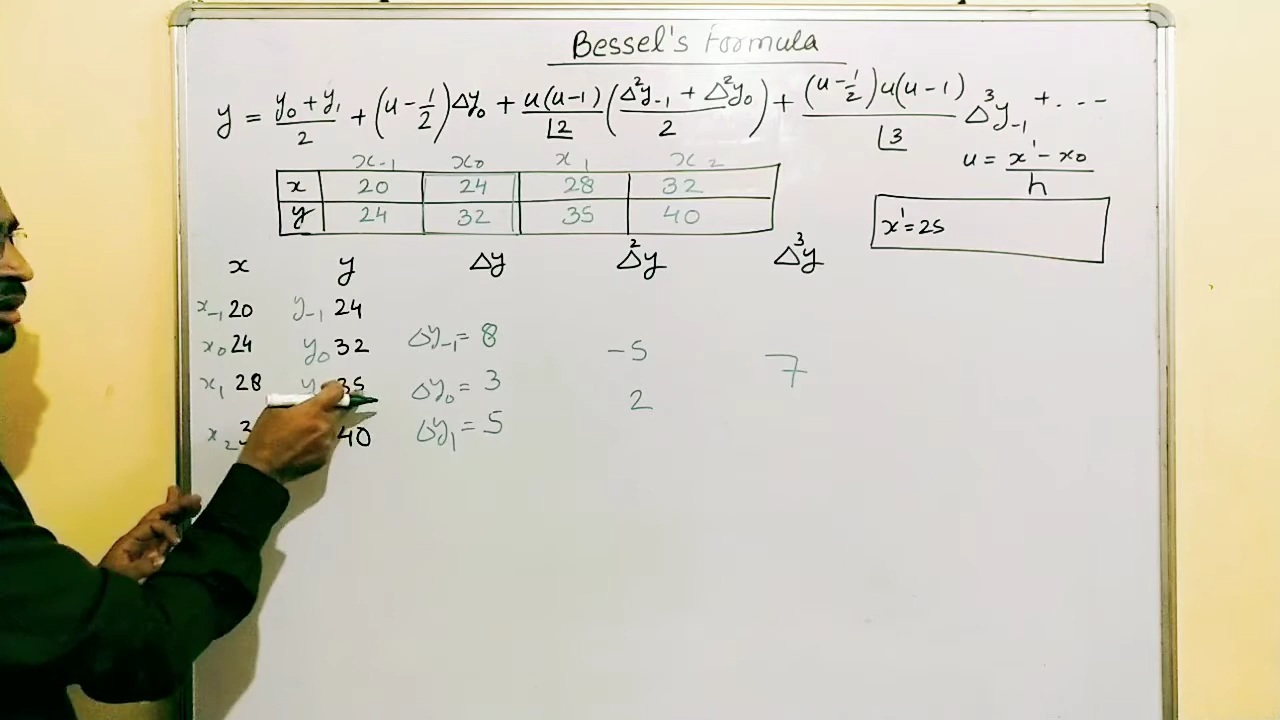 Bessel's Formula
y = y₀ + y₁ / 2 + (u - 1/2) Δy₀ + u(u-1) / ⌊2 (Δ²y₋₁ + Δ²y₀ / 2) + (u - 1/2) u(u-1) / ⌊3 Δ³y₋₁ + ---
u = x' - x₀ / h
x₋₁ x₀ x₁ x₂
x 20 24 28 32
y 24 32 35 40
x' = 25
x y Δy Δ²y Δ³y
x₋₁ 20 y₋₁ 24
Δy₋₁ = 8
x₀ 24 y₀ 32 -5
7
x₁ 28 y 35 Δy₀ = 3
2
x₂ 3 40 Δy₁ = 5